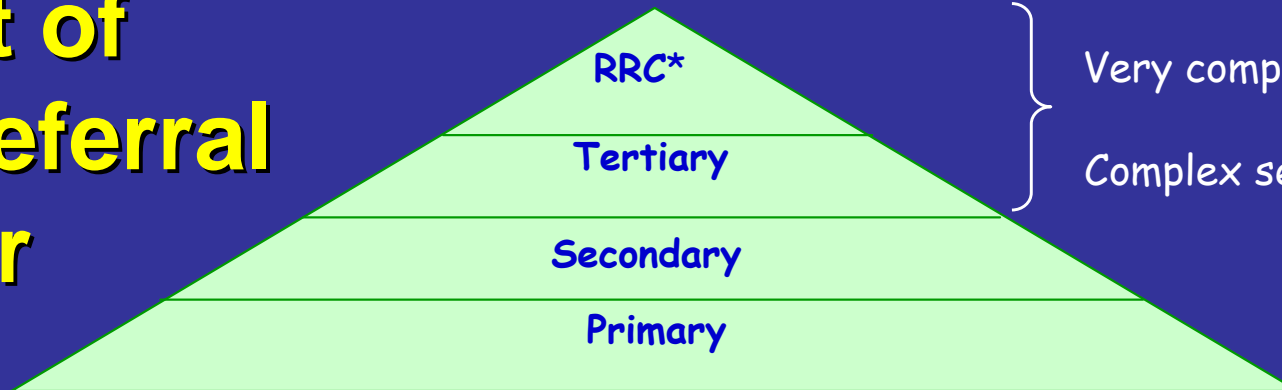 t of
eferral
r
RRC*
Tertiary
Secondary
Primary
Very comp
Complex se